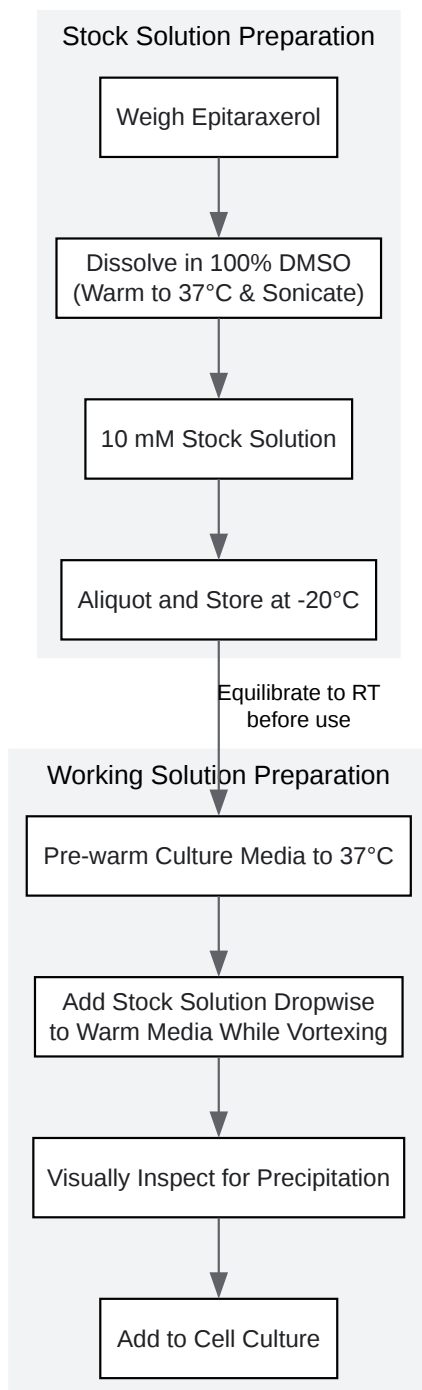 Stock Solution Preparation
Weigh Epitaraxerol
Dissolve in 100% DMSO
(Warm to 37°C & Sonicate)
10 mM Stock Solution
Aliquot and Store at -20°C
Equilibrate to RT
before use
Working Solution Preparation
Pre-warm Culture Media to 37°C
Add Stock Solution Dropwise
to Warm Media While Vortexing
Visually Inspect for Precipitation
Add to Cell Culture